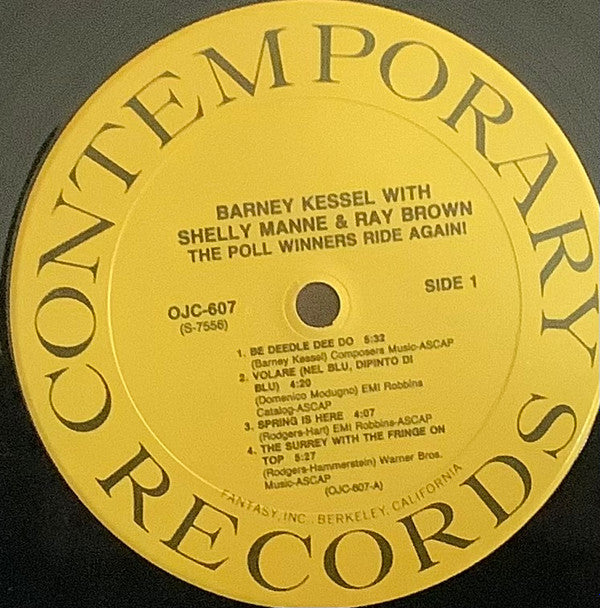 CONTEMPORARY RECORDS
BARNEY KESSEL WITH
SHELLY MANNE & RAY BROWN
THE POLL WINNERS RIDE AGAIN!
OJC-607
(S-7556)
SIDE 1
1. BE DEEDLE DEE DO 5:32
(Barney Kessel) Composers Music-ASCAP
2. VOLARE (NEL BLU, DIPINTO DI
BLU) 4:20
(Domenico Modugno) EMI Robbins
Catalog-ASCAP
3. SPRING IS HERE 4:07
(Rodgers-Hart) EMI Robbins-ASCAP
4. THE SURREY WITH THE FRINGE ON
TOP 5:27
(Rodgers-Hammerstein) Warner Bros.
Music-ASCAP
(OJC-607-A)
FANTASY, INC., BERKELEY, CALIFORNIA